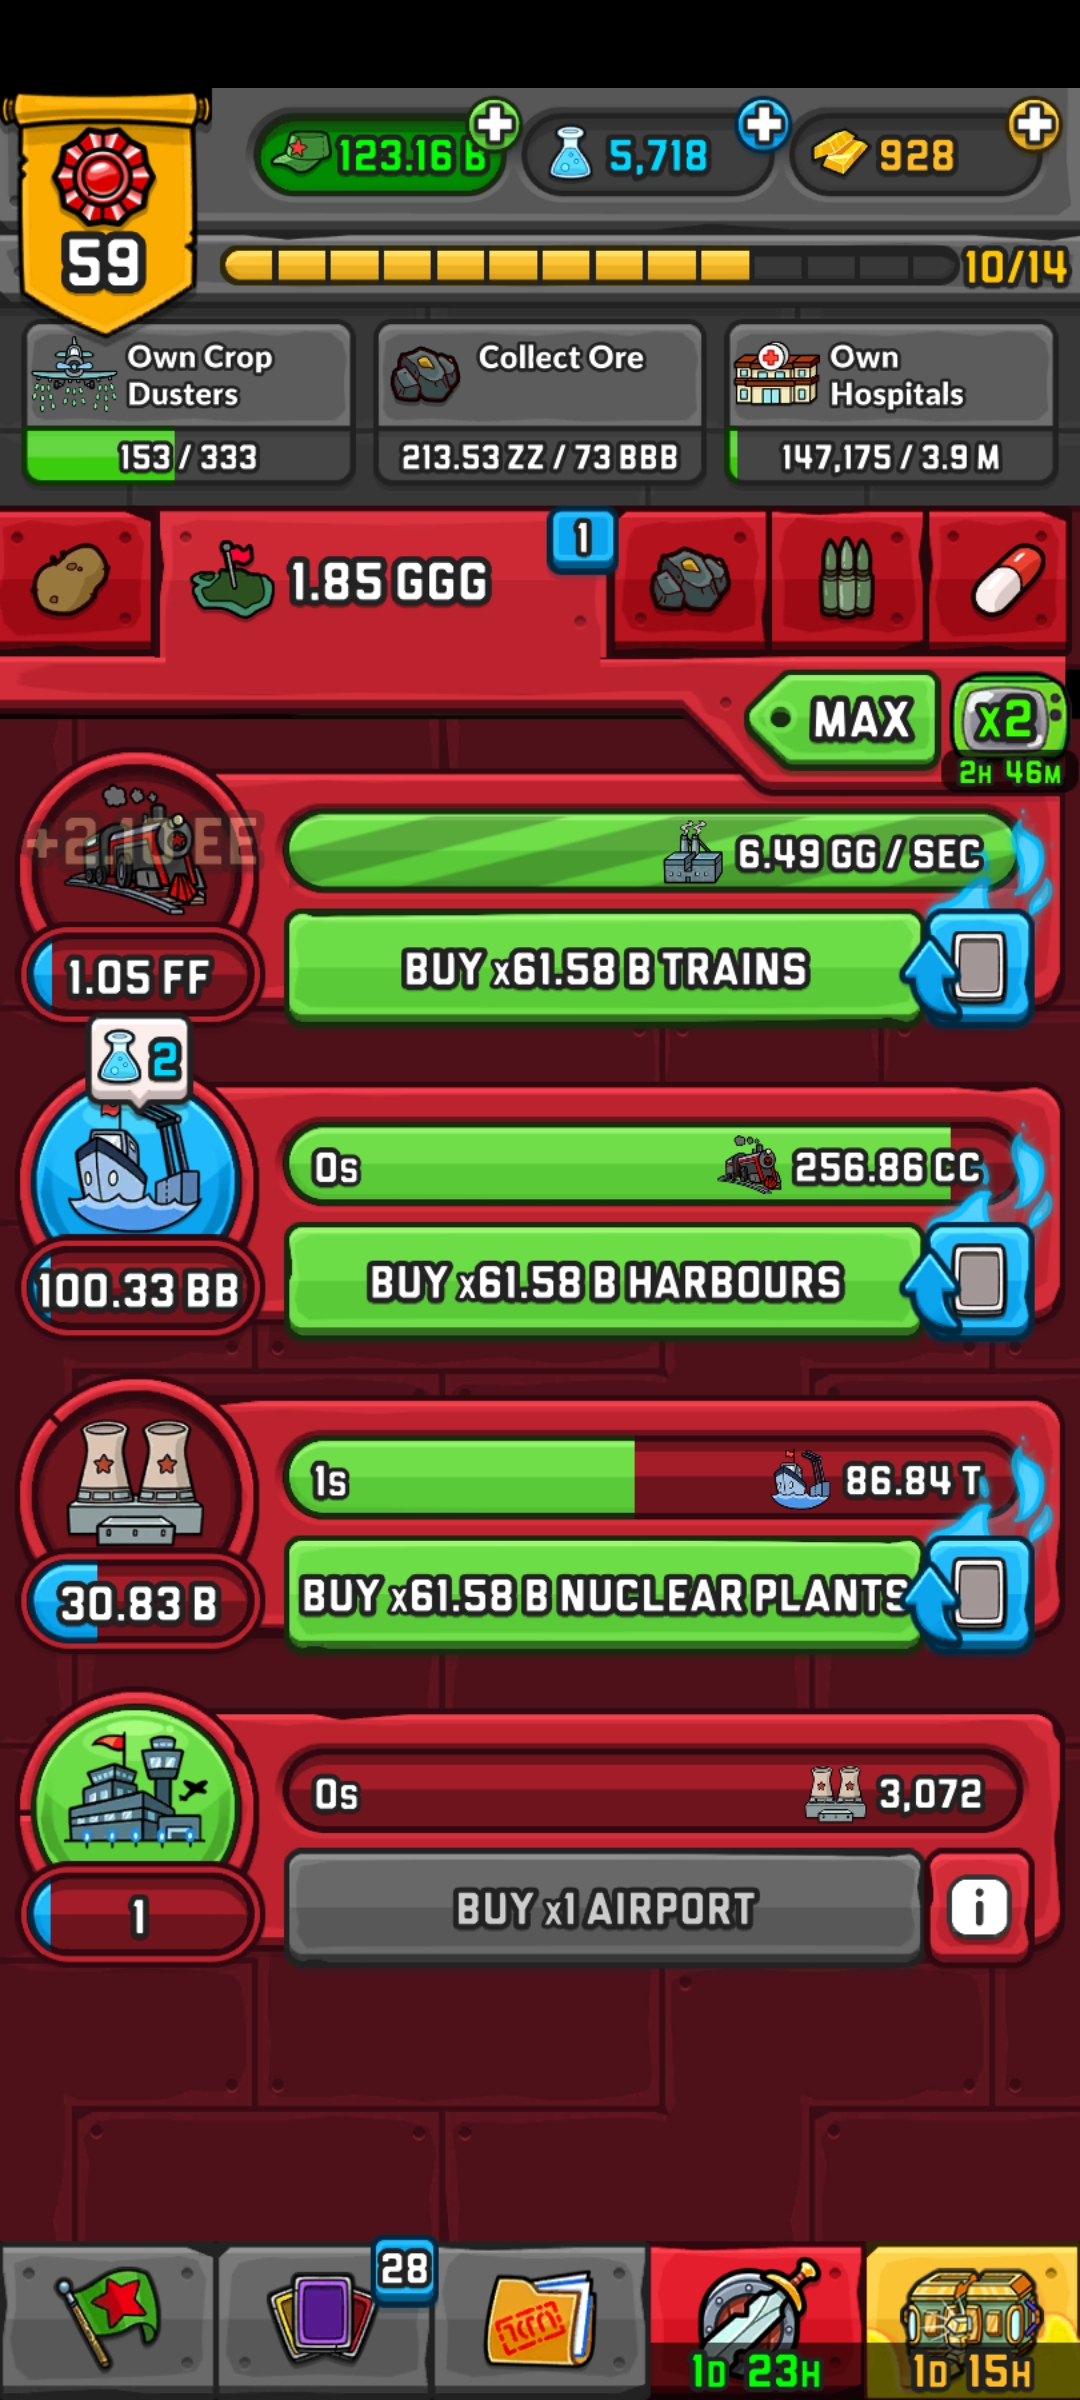 123.16 B
5,718
928
59
10/14
Own Crop
Dusters
153 / 333
Collect Ore
213.53 ZZ / 73 BBB
Own
Hospitals
147,175 / 3.9 M
1.85 GGG
1
MAX
x2
2H 46M
+2.10 EE
6.49 GG / SEC
1.05 FF
BUY x61.58 B TRAINS
2
0s
256.86 CC
100.33 BB
BUY x61.58 B HARBOURS
1s
86.84 T
30.83 B
BUY x61.58 B NUCLEAR PLANTS
0s
3,072
1
BUY x1 AIRPORT
i
28
1D 23H
1D 15H